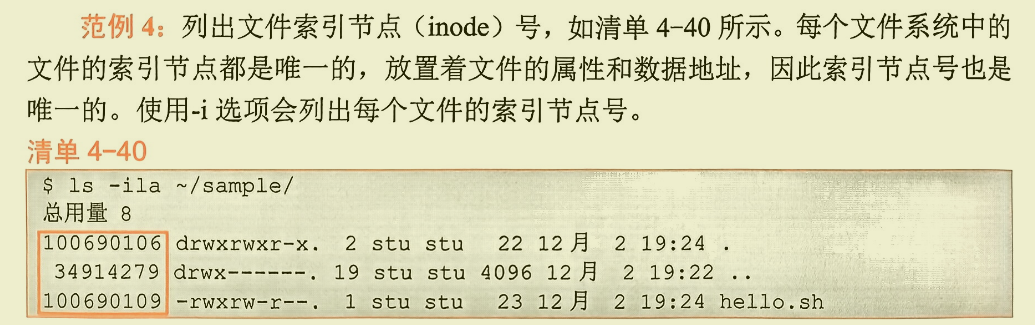 范例 4：列出文件索引节点（inode）号，如清单 4-40 所示。每个文件系统中的
文件的索引节点都是唯一的，放置着文件的属性和数据地址，因此索引节点号也是
唯一的。使用-i 选项会列出每个文件的索引节点号。
清单 4-40
$ ls -ila ~/sample/
总用量 8
100690106 drwxrwxr-x.  2 stu stu   22 12月  2 19:24 .
 34914279 drwx------. 19 stu stu 4096 12月  2 19:22 ..
100690109 -rwxrw-r--.  1 stu stu   23 12月  2 19:24 hello.sh